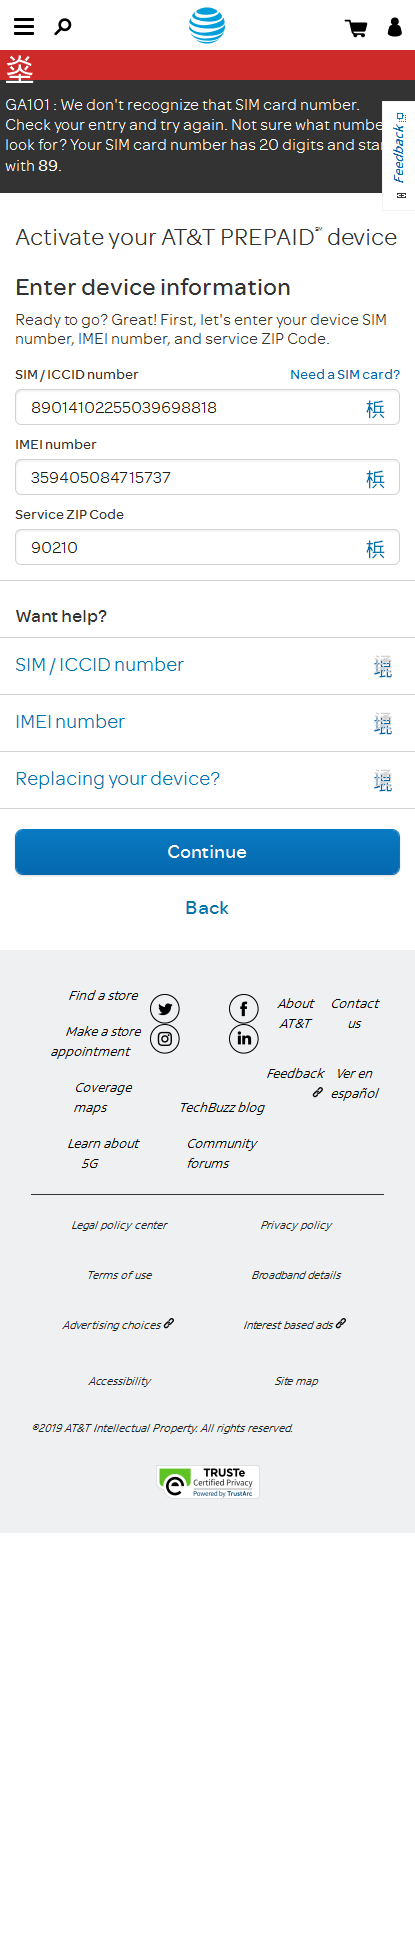 GA101 : We don't recognize that SIM card number.
Check your entry and try again. Not sure what numbe
look for? Your SIM card number has 20 digits and star
with 89.
Feedback
Activate your AT&T PREPAID℠ device
Enter device information
Ready to go? Great! First, let's enter your device SIM
number, IMEI number, and service ZIP Code.
SIM / ICCID number Need a SIM card?
89014102255039698818
IMEI number
359405084715737
Service ZIP Code
90210
Want help?
SIM / ICCID number
IMEI number
Replacing your device?
Continue
Back
Find a store
Make a store
appointment
Coverage
maps
Learn about
5G
TechBuzz blog
Community
forums
About
AT&T
Contact
us
Feedback
Ver en
español
Legal policy center Privacy policy
Terms of use Broadband details
Advertising choices Interest based ads
Accessibility Site map
©2019 AT&T Intellectual Property. All rights reserved.
TRUSTe
Certified Privacy
Powered by TrustArc